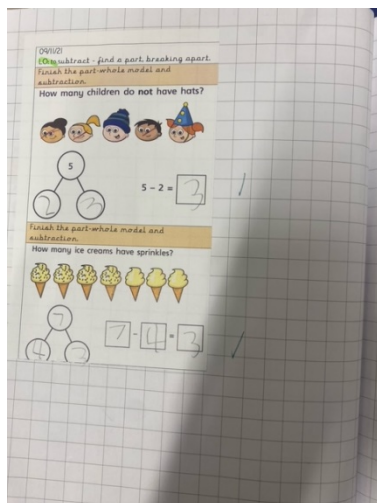 09/11/21
LO: to subtract - find a part, breaking apart.
Finish the part-whole model and
subtraction.
How many children do not have hats?
5
2 3
5 - 2 = 3
Finish the part-whole model and
subtraction.
How many ice creams have sprinkles?
7
4 3
7 - 4 = 3